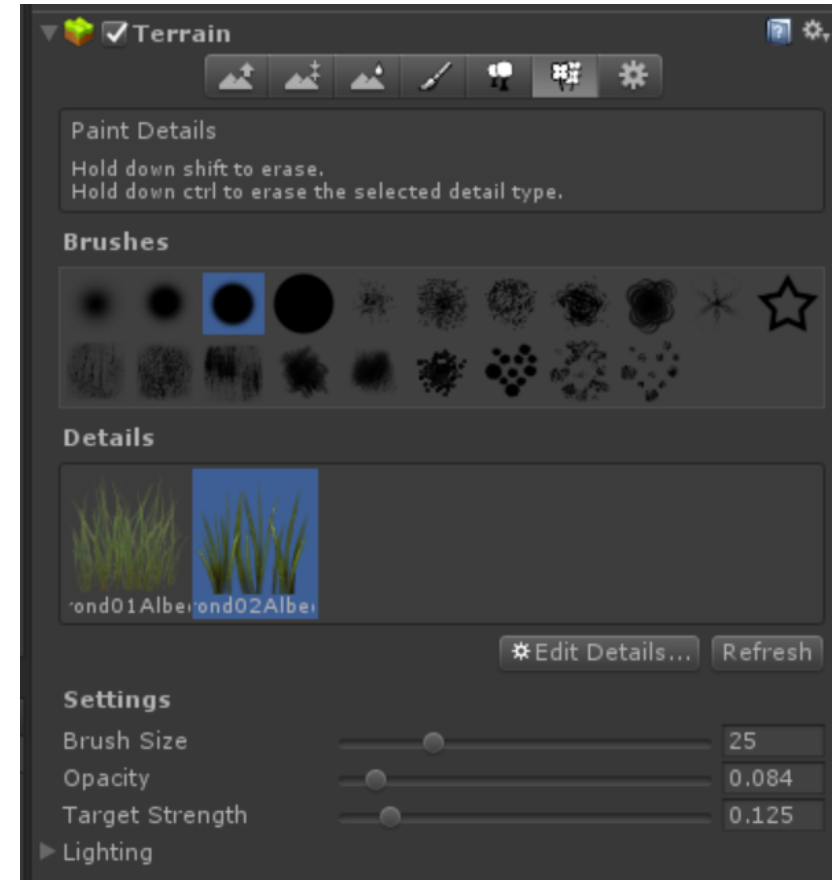 Terrain
Paint Details
Hold down shift to erase.
Hold down ctrl to erase the selected detail type.
Brushes
Details
rond01Albe ond02Albe
Edit Details... Refresh
Settings
Brush Size 25
Opacity 0.084
Target Strength 0.125
Lighting